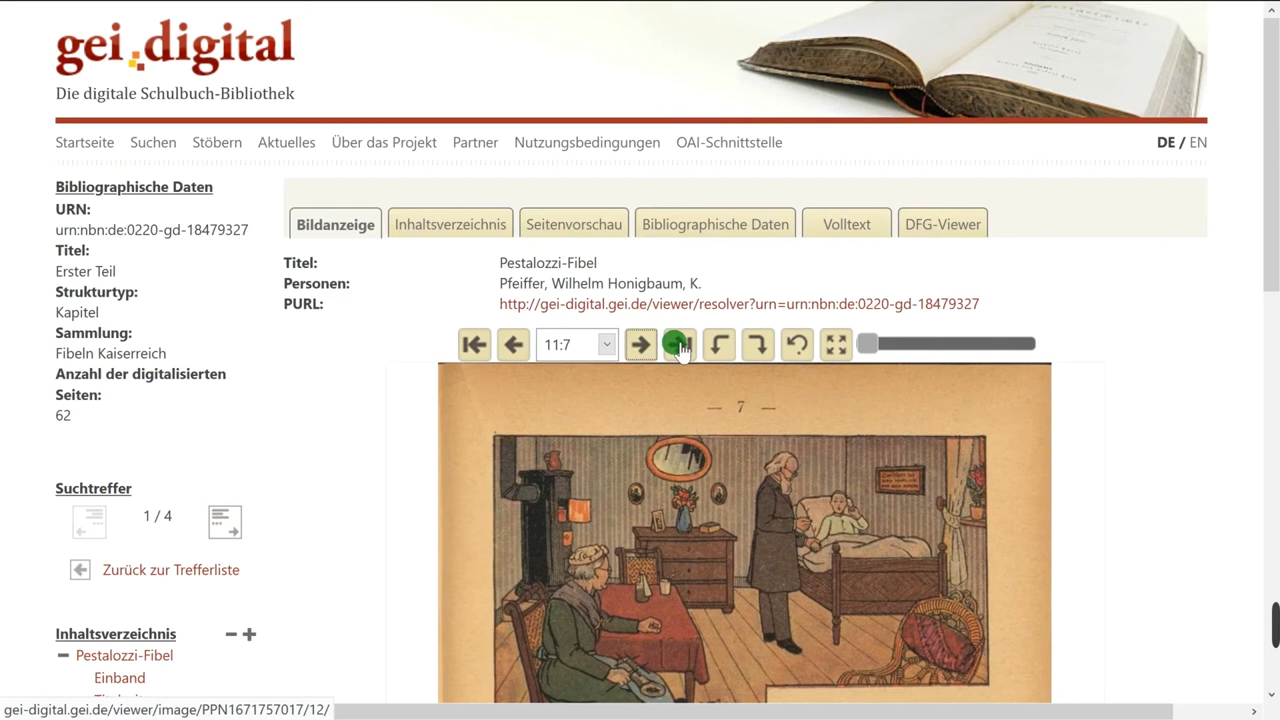 gei.digital
Die digitale Schulbuch-Bibliothek
Startseite Suchen Stöbern Aktuelles Über das Projekt Partner Nutzungsbedingungen OAI-Schnittstelle DE / EN
Bibliographische Daten
URN:
urn:nbn:de:0220-gd-18479327
Titel:
Erster Teil
Strukturtyp:
Kapitel
Sammlung:
Fibeln Kaiserreich
Anzahl der digitalisierten
Seiten:
62
Suchtreffer
1 / 4
Zurück zur Trefferliste
Inhaltsverzeichnis
Pestalozzi-Fibel
Einband
Bildanzeige Inhaltsverzeichnis Seitenvorschau Bibliographische Daten Volltext DFG-Viewer
Titel: Pestalozzi-Fibel
Personen: Pfeiffer, Wilhelm Honigbaum, K.
PURL: http://gei-digital.gei.de/viewer/resolver?urn=urn:nbn:de:0220-gd-18479327
11:7
— 7 —
gei-digital.gei.de/viewer/image/PPN1671757017/12/